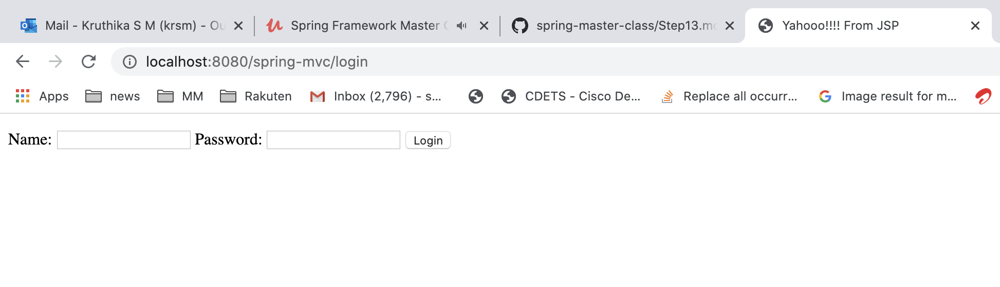 Mail - Kruthika S M (krsm) - Ou Spring Framework Master spring-master-class/Step13.m Yahooo!!!! From JSP
localhost:8080/spring-mvc/login
Apps news MM Rakuten Inbox (2,796) - s... CDETS - Cisco De... Replace all occurr... Image result for m...
Name: Password: Login